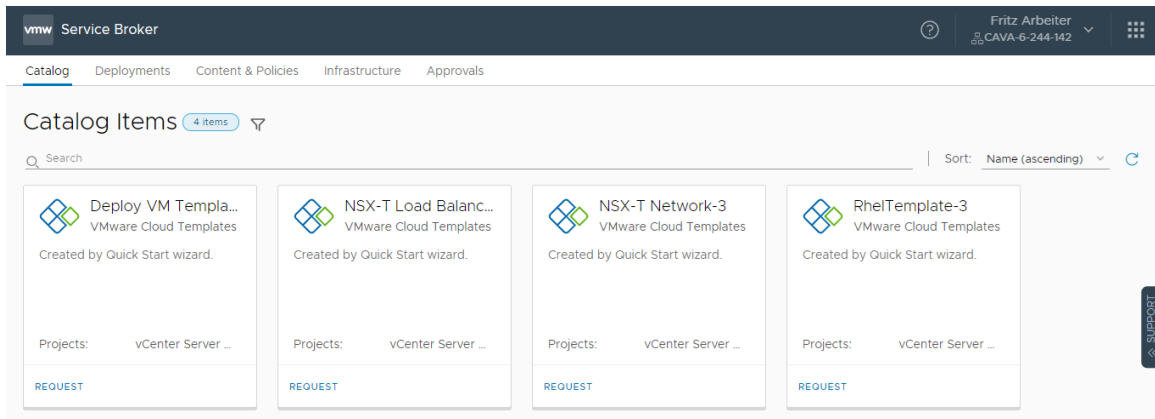 vmw Service Broker
Fritz Arbeiter
CAVA-6-244-142
Catalog Deployments Content & Policies Infrastructure Approvals
Catalog Items 4 items
Search
Sort: Name (ascending)
Deploy VM Templa...
VMware Cloud Templates
Created by Quick Start wizard.
Projects: vCenter Server ...
REQUEST
NSX-T Load Balanc...
VMware Cloud Templates
Created by Quick Start wizard.
Projects: vCenter Server ...
REQUEST
NSX-T Network-3
VMware Cloud Templates
Created by Quick Start wizard.
Projects: vCenter Server ...
REQUEST
RhelTemplate-3
VMware Cloud Templates
Created by Quick Start wizard.
Projects: vCenter Server ...
REQUEST
SUPPORT